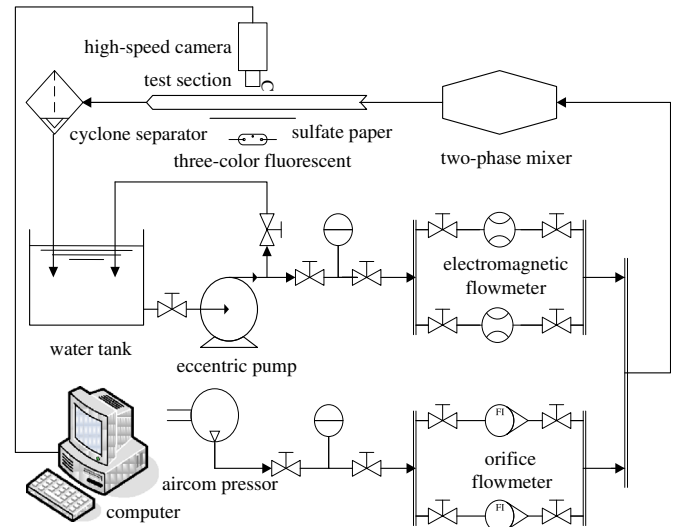 high-speed camera
C
test section
cyclone separator
sulfate paper
three-color fluorescent
two-phase mixer
electromagnetic
flowmeter
water tank
eccentric pump
FI
FI
orifice
flowmeter
aircom pressor
computer